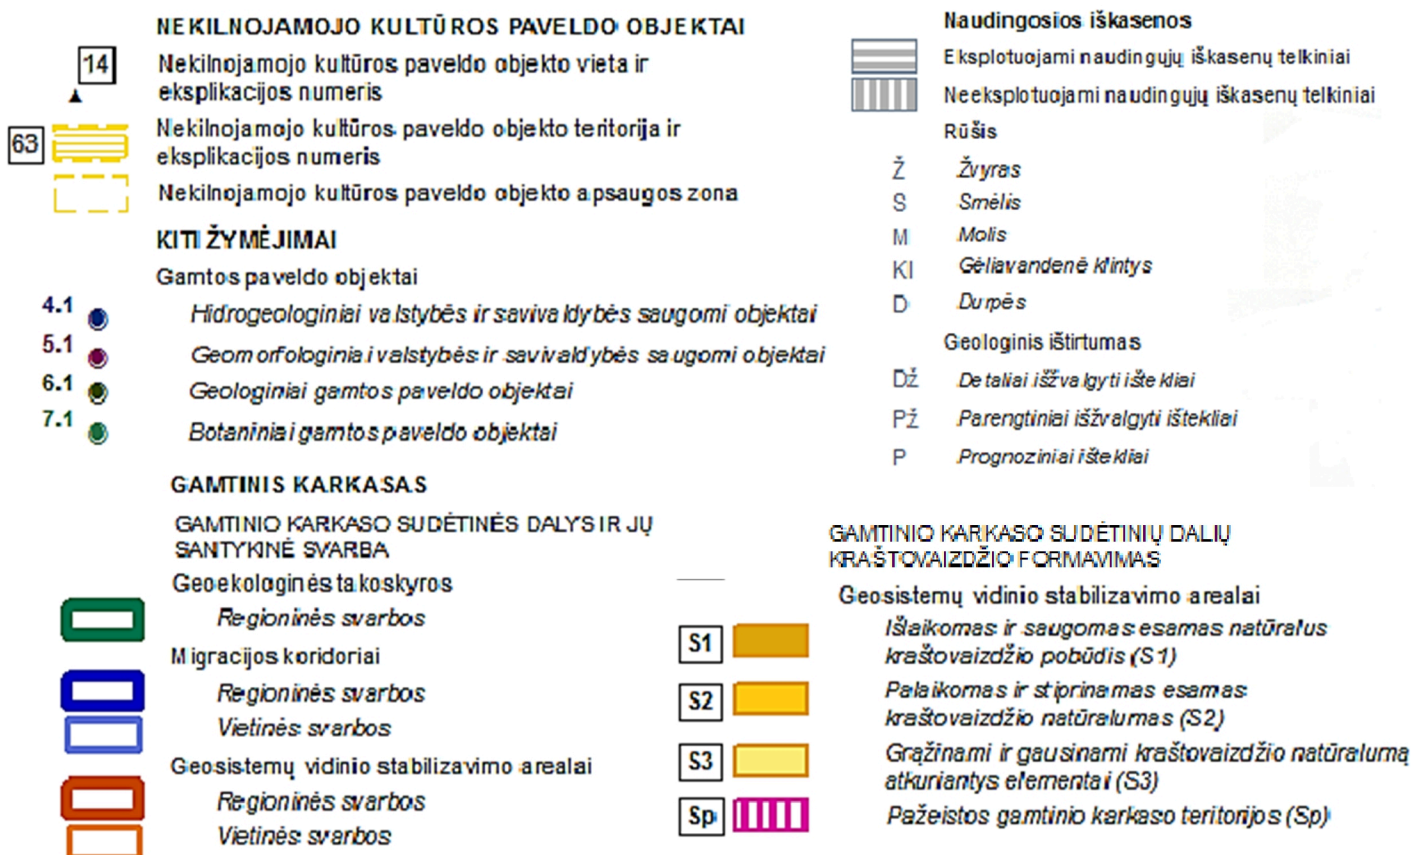 NEKILNOJAMOJO KULTŪROS PAVELDO OBJEKTAI
14 Nekilnojamojo kultūros paveldo objekto vieta ir
eksplikacijos numeris
63 Nekilnojamojo kultūros paveldo objekto teritorija ir
eksplikacijos numeris
Nekilnojamojo kultūros paveldo objekto apsaugos zona
KITI ŽYMĖJIMAI
Gamtos paveldo objektai
4.1 Hidrogeologiniai valstybės ir savivaldybės saugomi objektai
5.1 Geomorfologiniai valstybės ir savivaldybės saugomi objektai
6.1 Geologiniai gamtos paveldo objektai
7.1 Botaniniai gamtos paveldo objektai
Naudingosios iškasenos
Eksplotuojami naudingųjų iškasenų telkiniai
Neeksplotuojami naudingųjų iškasenų telkiniai
Rūšis
Ž Žvyras
S Smėlis
M Molis
Kl Gėliavandenė klintys
D Durpės
Geologinis ištirtumas
Dž Detaliai išžvalgyti ištekliai
Pž Parengtiniai išžvalgyti ištekliai
P Prognoziniai ištekliai
GAMTINIS KARKASAS
GAMTINIO KARKASO SUDĖTINĖS DALYS IR JŲ
SANTYKINĖ SVARBA
Geoekologinės takoskyros
Regioninės svarbos
Migracijos koridoriai
Regioninės svarbos
Vietinės svarbos
Geosistemų vidinio stabilizavimo arealai
Regioninės svarbos
Vietinės svarbos
GAMTINIO KARKASO SUDĖTINIŲ DALIŲ
KRAŠTOVAIZDŽIO FORMAVIMAS
Geosistemų vidinio stabilizavimo arealai
S1 Išlaikomas ir saugomas esamas natūralus
kraštovaizdžio pobūdis (S1)
S2 Palaikomas ir stiprinamas esamas
kraštovaizdžio natūralumas (S2)
S3 Grąžinami ir gausinami kraštovaizdžio natūralumą
atkuriantys elementai (S3)
Sp Pažeistos gamtinio karkaso teritorijos (Sp)